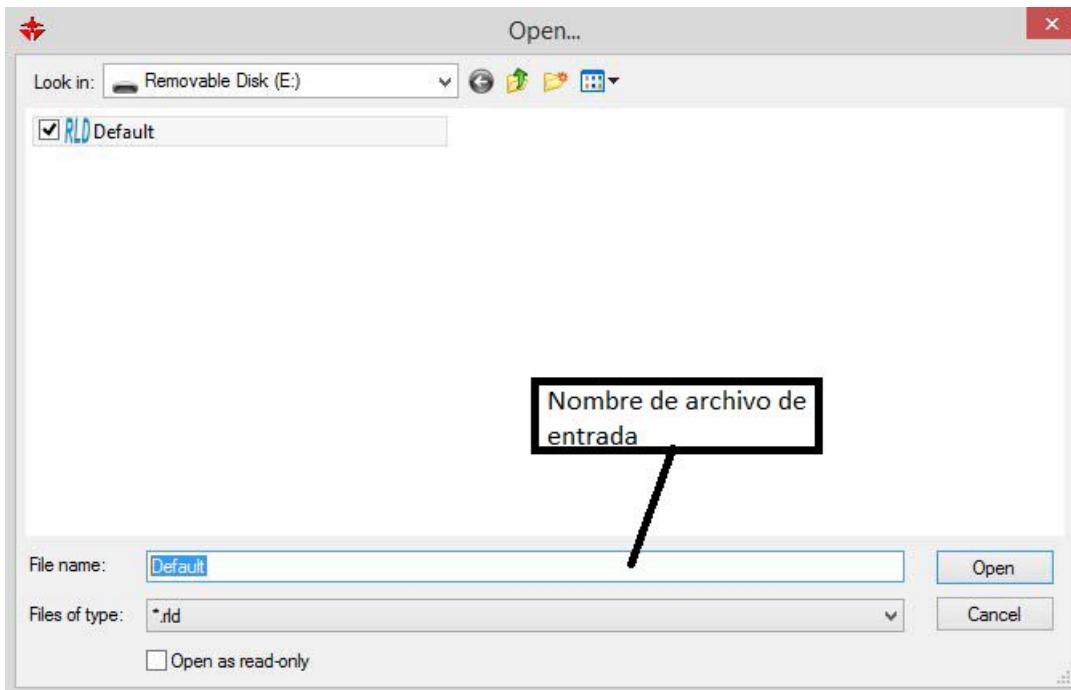 Open...
Look in: Removable Disk (E:)
RLD Default
Nombre de archivo de
entrada
File name: Default Open
Files of type: *.rld Cancel
Open as read-only